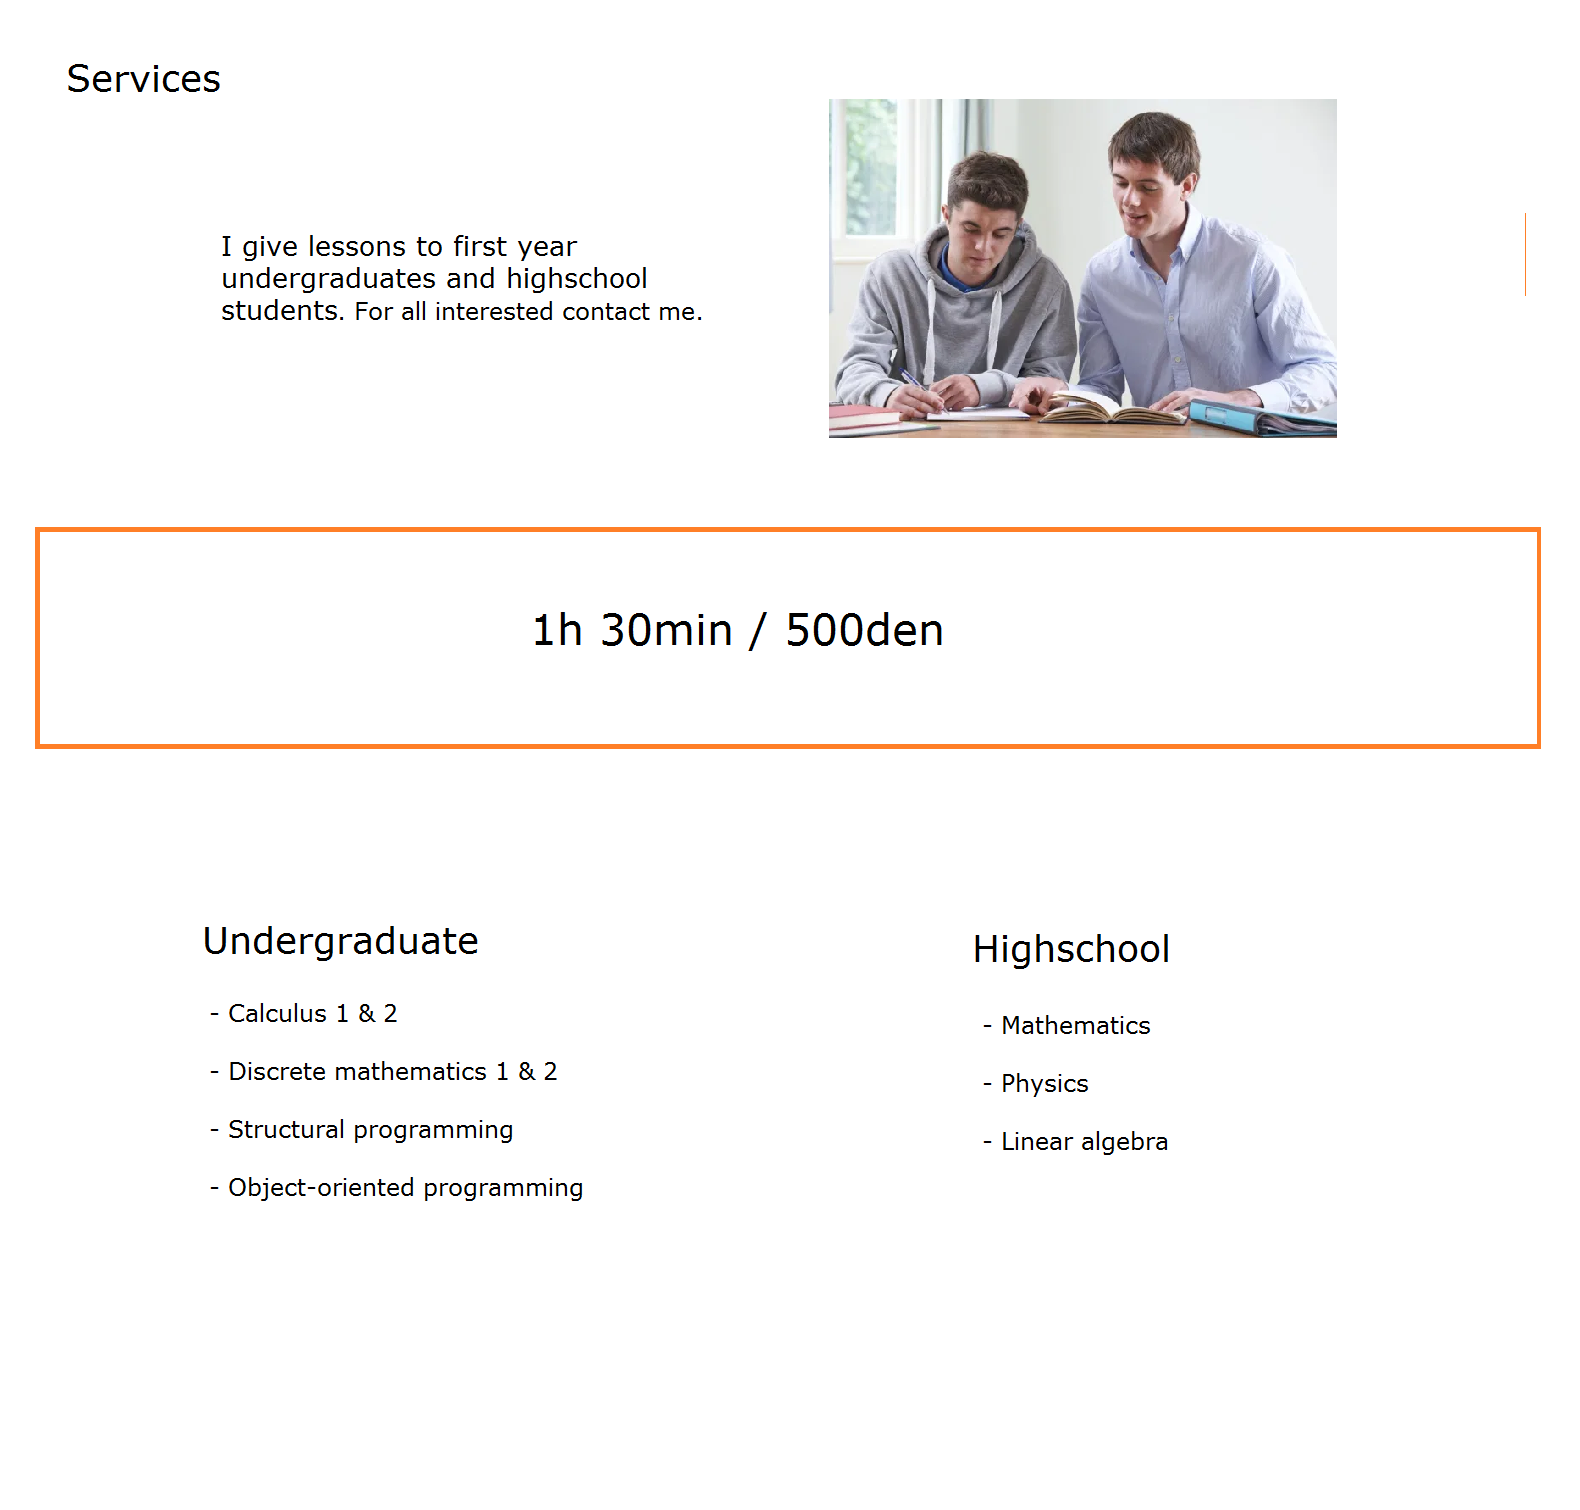 Services
I give lessons to first year
undergraduates and highschool
students. For all interested contact me.
1h 30min / 500den
Undergraduate
- Calculus 1 & 2
- Discrete mathematics 1 & 2
- Structural programming
- Object-oriented programming
Highschool
- Mathematics
- Physics
- Linear algebra